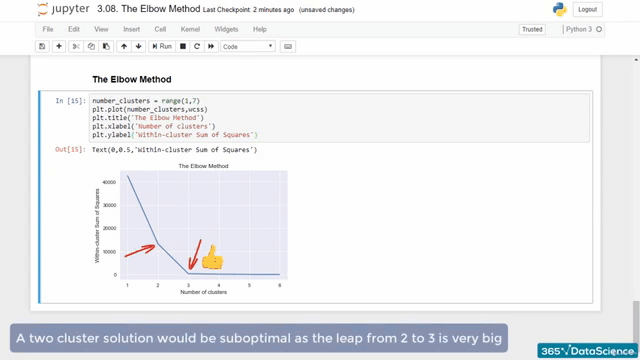 jupyter 3.08. The Elbow Method Last Checkpoint: 2 minutes ago (unsaved changes) Logout
File Edit View Insert Cell Kernel Widgets Help Trusted Python 3
Run Code
The Elbow Method
In [15]: number_clusters = range(1,7)
plt.plot(number_clusters,wcss)
plt.title('The Elbow Method')
plt.xlabel('Number of clusters')
plt.ylabel('Within-cluster Sum of Squares')
Out[15]: Text(0,0.5,'Within-cluster Sum of Squares')
The Elbow Method
Within-cluster Sum of Squares
40000
30000
20000
10000
0
1 2 3 4 5 6
Number of clusters
A two cluster solution would be suboptimal as the leap from 2 to 3 is very big
365 DataScience